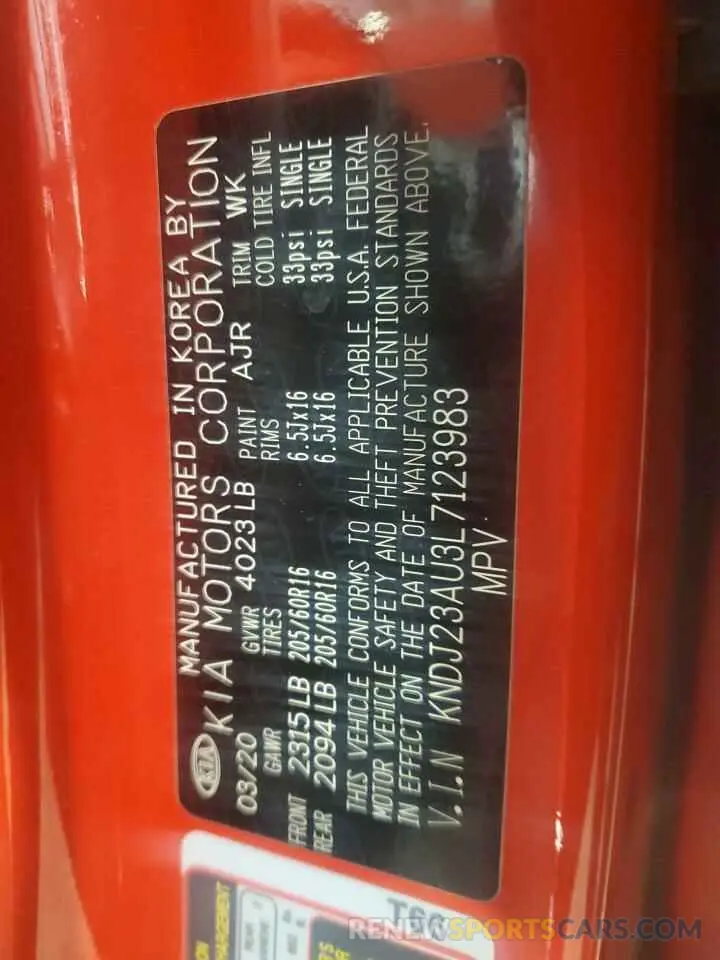 MANUFACTURED IN KOREA BY
KIA KIA MOTORS CORPORATION
03/20 GVWR 4023LB PAINT AJR TRIM WK
GAWR TIRES RIMS COLD TIRE INFL
FRONT 2315LB 205/60R16 6.5Jx16 33psi SINGLE
REAR 2094LB 205/60R16 6.5Jx16 33psi SINGLE
THIS VEHICLE CONFORMS TO ALL APPLICABLE U.S.A. FEDERAL
MOTOR VEHICLE SAFETY AND THEFT PREVENTION STANDARDS
IN EFFECT ON THE DATE OF MANUFACTURE SHOWN ABOVE.
V.I.N KNDJ23AU3L7123983
MPV
RENEWSPORTSCARS.COM